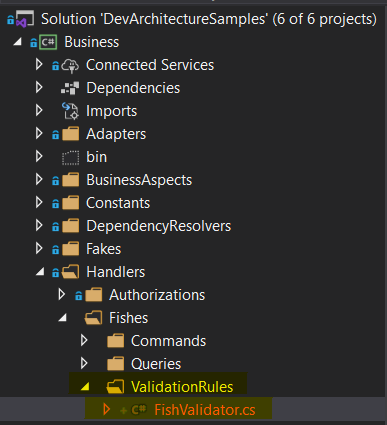 Solution 'DevArchitectureSamples' (6 of 6 projects)
C# Business
Connected Services
Dependencies
Imports
Adapters
bin
BusinessAspects
Constants
DependencyResolvers
Fakes
Handlers
Authorizations
Fishes
Commands
Queries
ValidationRules
+ C# FishValidator.cs